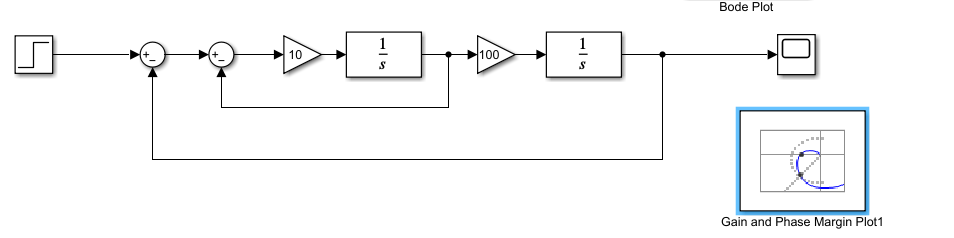 Bode Plot
+
−
+
−
10
1
s
100
1
s
Gain and Phase Margin Plot1